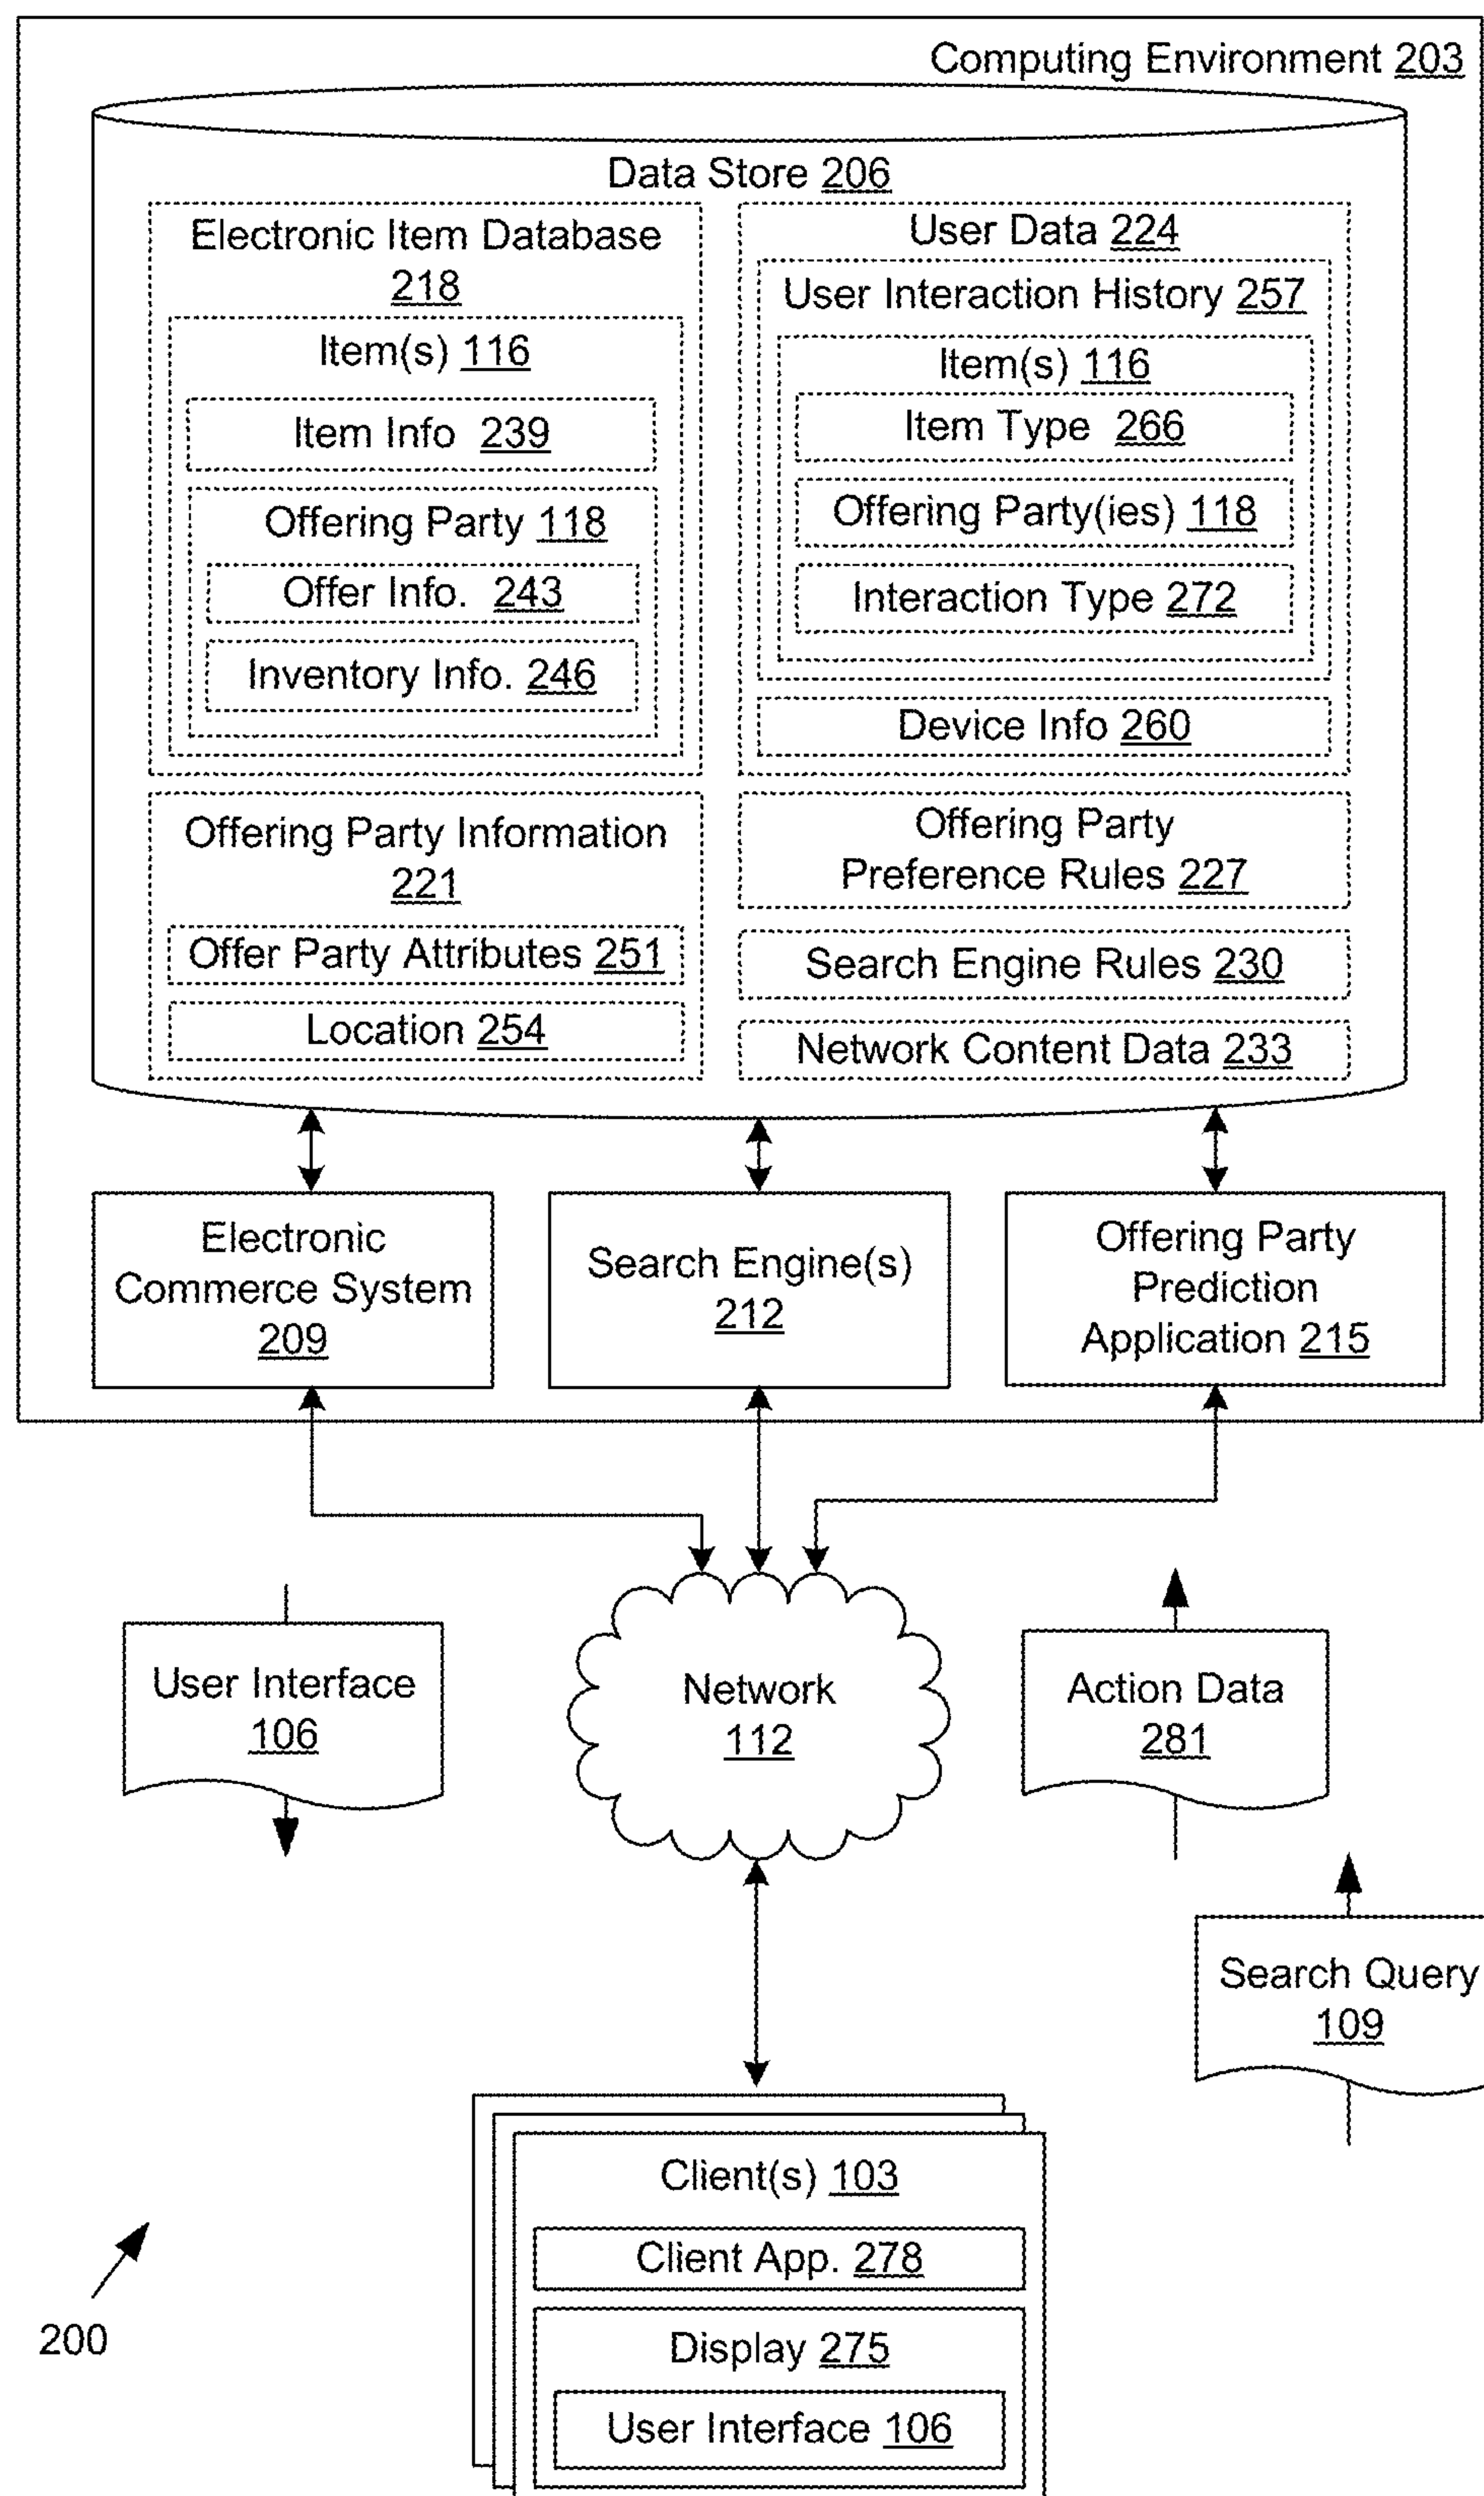 Computing Environment 203
Data Store 206
Electronic Item Database
218
Item(s) 116
Item Info 239
Offering Party 118
Offer Info. 243
Inventory Info. 246
Offering Party Information
221
Offer Party Attributes 251
Location 254
User Data 224
User Interaction History 257
Item(s) 116
Item Type 266
Offering Party(ies) 118
Interaction Type 272
Device Info 260
Offering Party
Preference Rules 227
Search Engine Rules 230
Network Content Data 233
Electronic
Commerce System
209
Search Engine(s)
212
Offering Party
Prediction
Application 215
User Interface
106
Network
112
Action Data
281
Search Query
109
Client(s) 103
Client App. 278
Display 275
User Interface 106
200